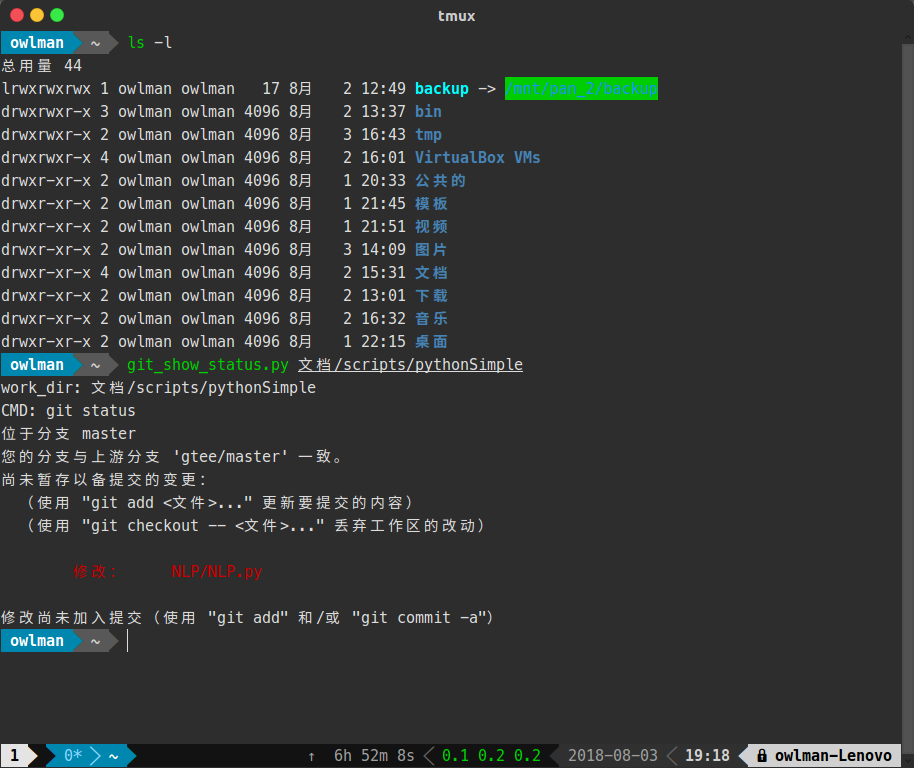 tmux
owlman ~ ls -l
总用量 44
lrwxrwxrwx 1 owlman owlman 17 8月 2 12:49 backup -> /mnt/pan_2/backup
drwxrwxr-x 3 owlman owlman 4096 8月 2 13:37 bin
drwxrwxr-x 2 owlman owlman 4096 8月 3 16:43 tmp
drwxrwxr-x 4 owlman owlman 4096 8月 2 16:01 VirtualBox VMs
drwxr-xr-x 2 owlman owlman 4096 8月 1 20:33 公共的
drwxr-xr-x 2 owlman owlman 4096 8月 1 21:45 模板
drwxr-xr-x 2 owlman owlman 4096 8月 1 21:51 视频
drwxr-xr-x 2 owlman owlman 4096 8月 3 14:09 图片
drwxr-xr-x 4 owlman owlman 4096 8月 2 15:31 文档
drwxr-xr-x 2 owlman owlman 4096 8月 2 13:01 下载
drwxr-xr-x 2 owlman owlman 4096 8月 2 16:32 音乐
drwxr-xr-x 2 owlman owlman 4096 8月 1 22:15 桌面
owlman ~ git_show_status.py 文档/scripts/pythonSimple
work_dir: 文档/scripts/pythonSimple
CMD: git status
位于分支 master
您的分支与上游分支 'gtee/master' 一致。
尚未暂存以备提交的变更：
（使用 "git add <文件>..." 更新要提交的内容）
（使用 "git checkout -- <文件>..." 丢弃工作区的改动）
修改： NLP/NLP.py
修改尚未加入提交（使用 "git add" 和/或 "git commit -a"）
owlman ~
1 0* ~ ↑ 6h 52m 8s 0.1 0.2 0.2 2018-08-03 19:18 owlman-Lenovo